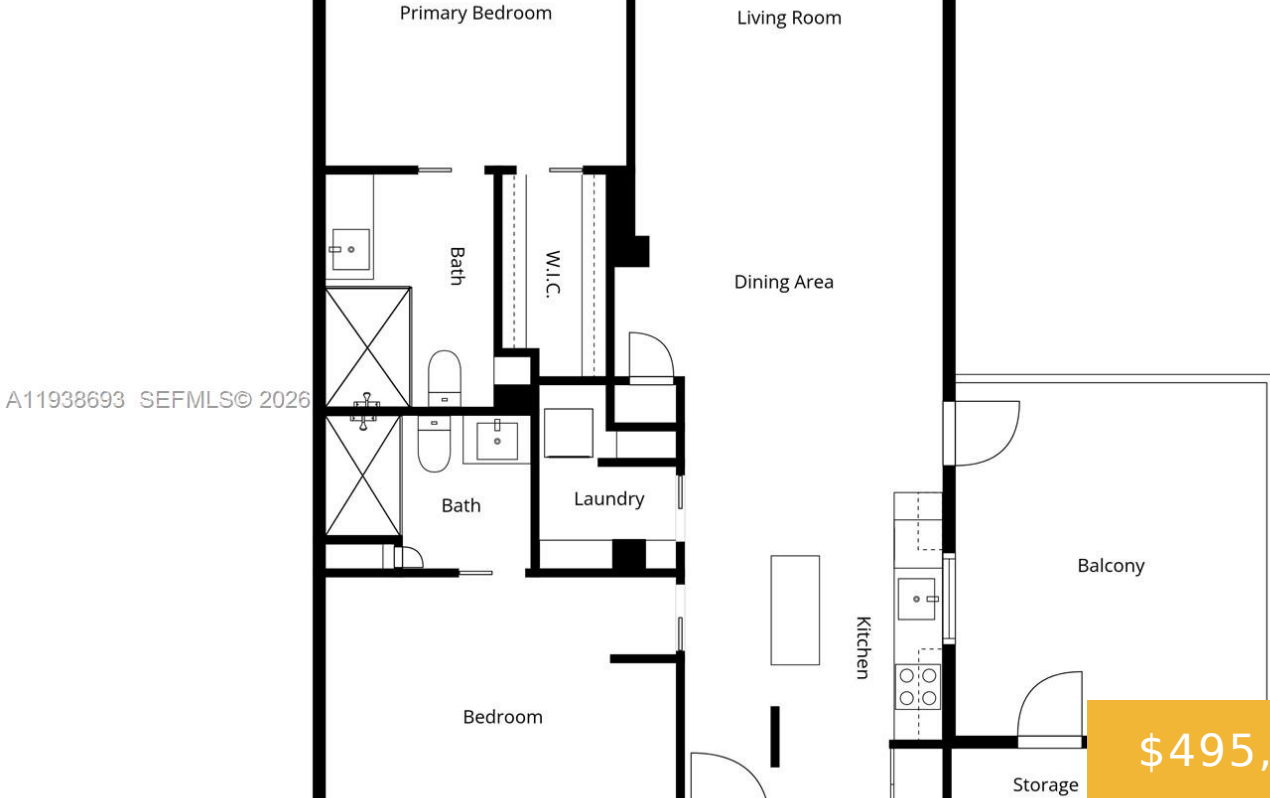 Primary Bedroom
Living Room
Bath
W.I.C.
Dining Area
A11938693 SEFMLS© 2026
Bath
Laundry
Balcony
Kitchen
Bedroom
$495,
Storage